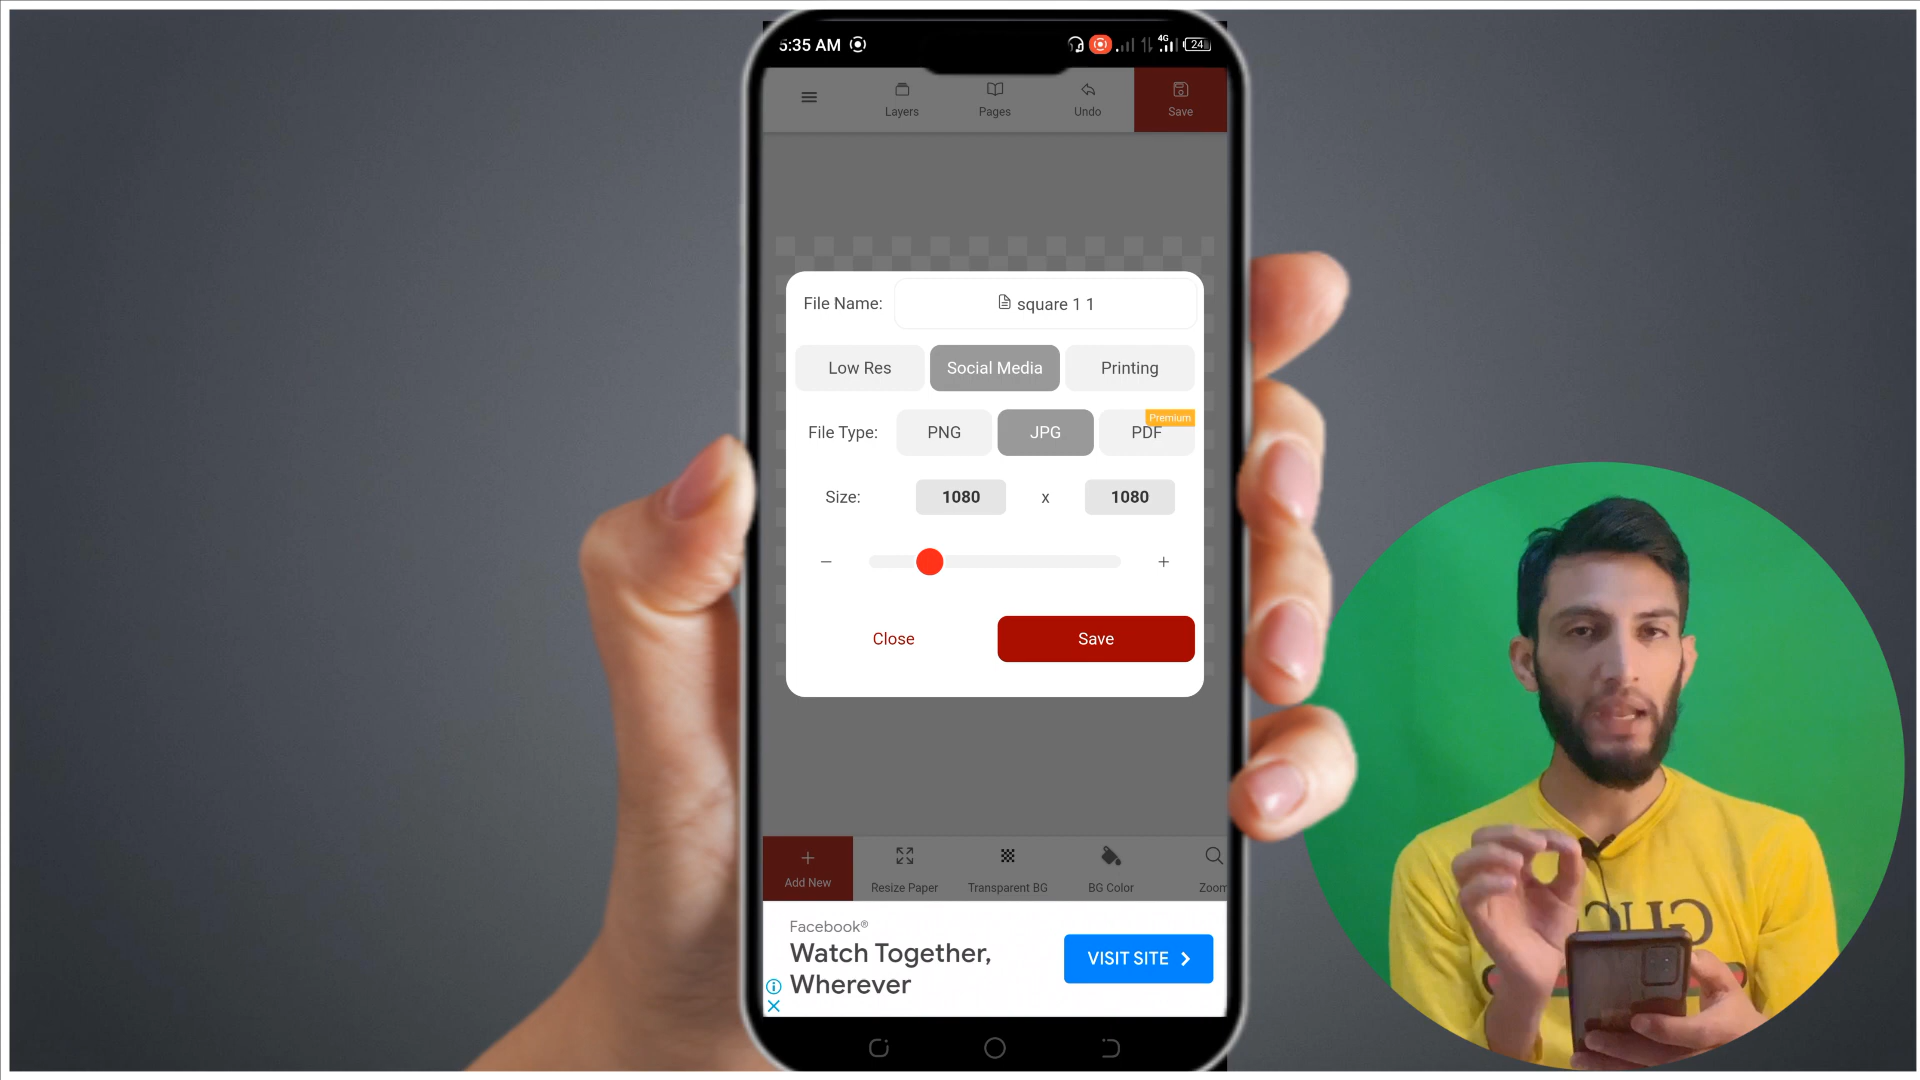 5:35 AM
4G
24
Layers
Pages
Undo
Save
File Name:
square 1 1
Low Res
Social Media
Printing
File Type:
PNG
JPG
PDF
Premium
Size:
1080
x
1080
Close
Save
Add New
Resize Paper
Transparent BG
BG Color
Zoom
Facebook®
Watch Together,
Wherever
VISIT SITE